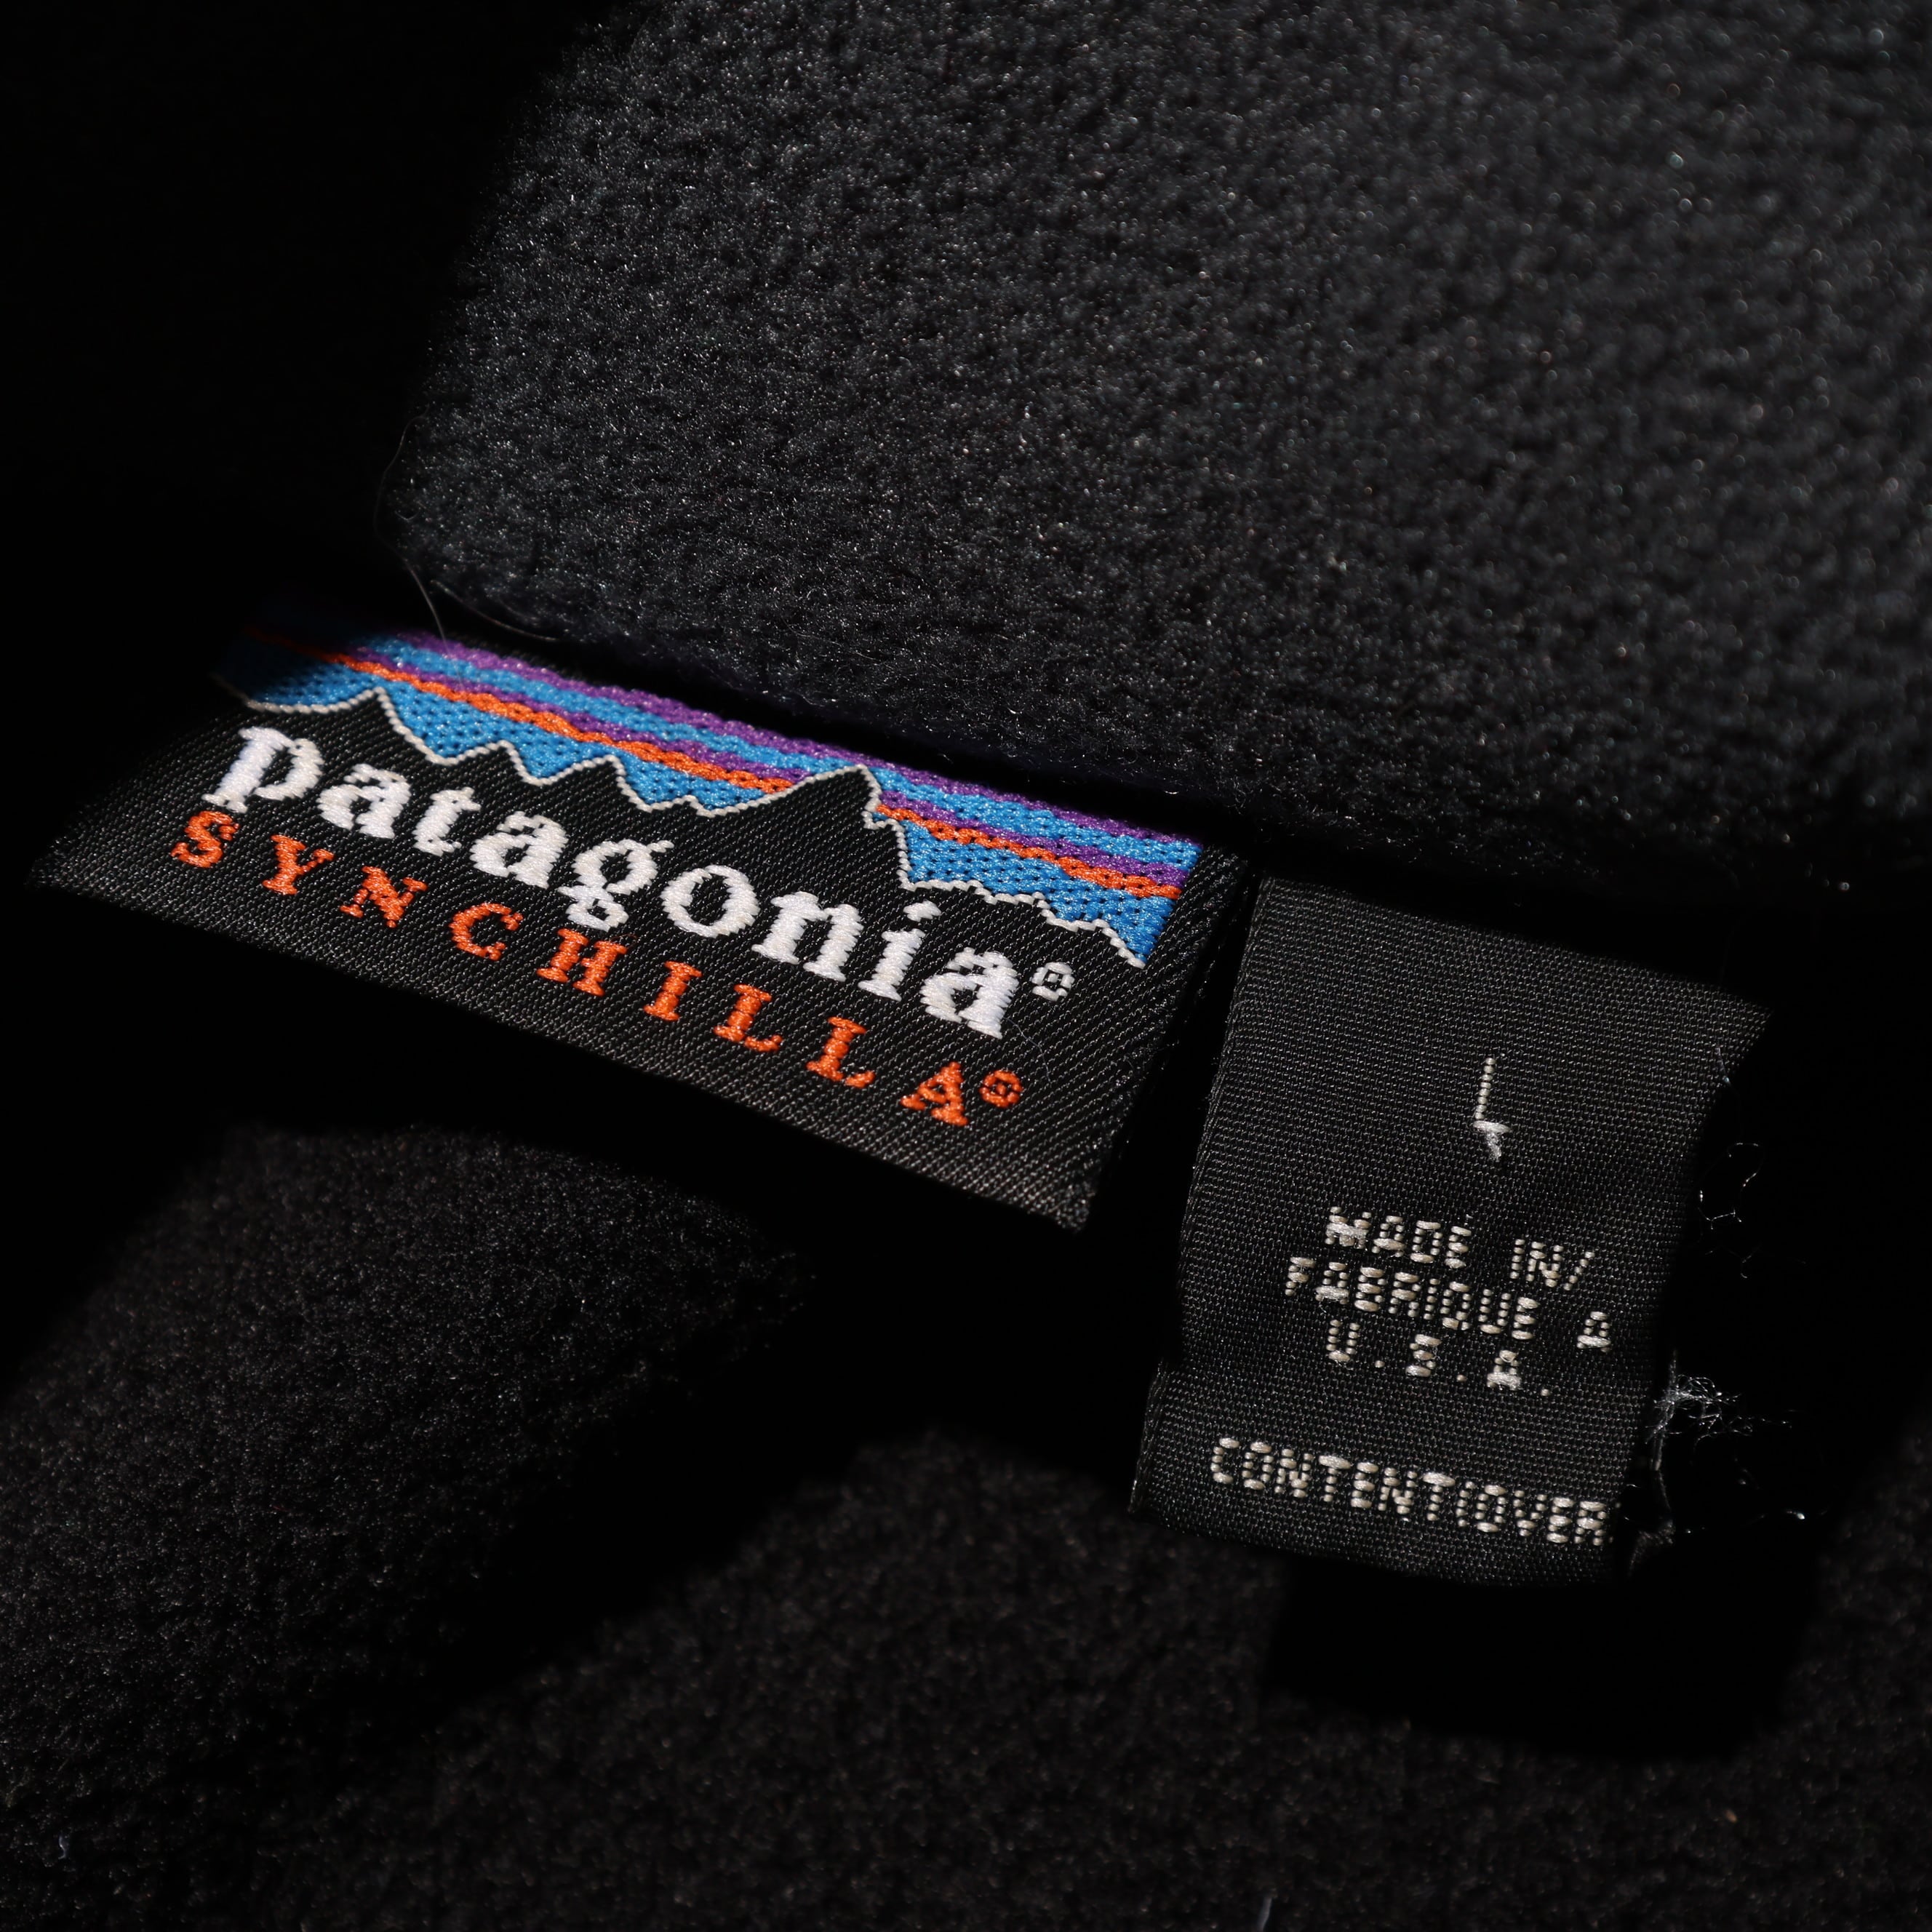 patagonia®
SYNCHILLA®
L
MADE IN/
FABRIQUE A
U.S.A.
CONTENT(OVER